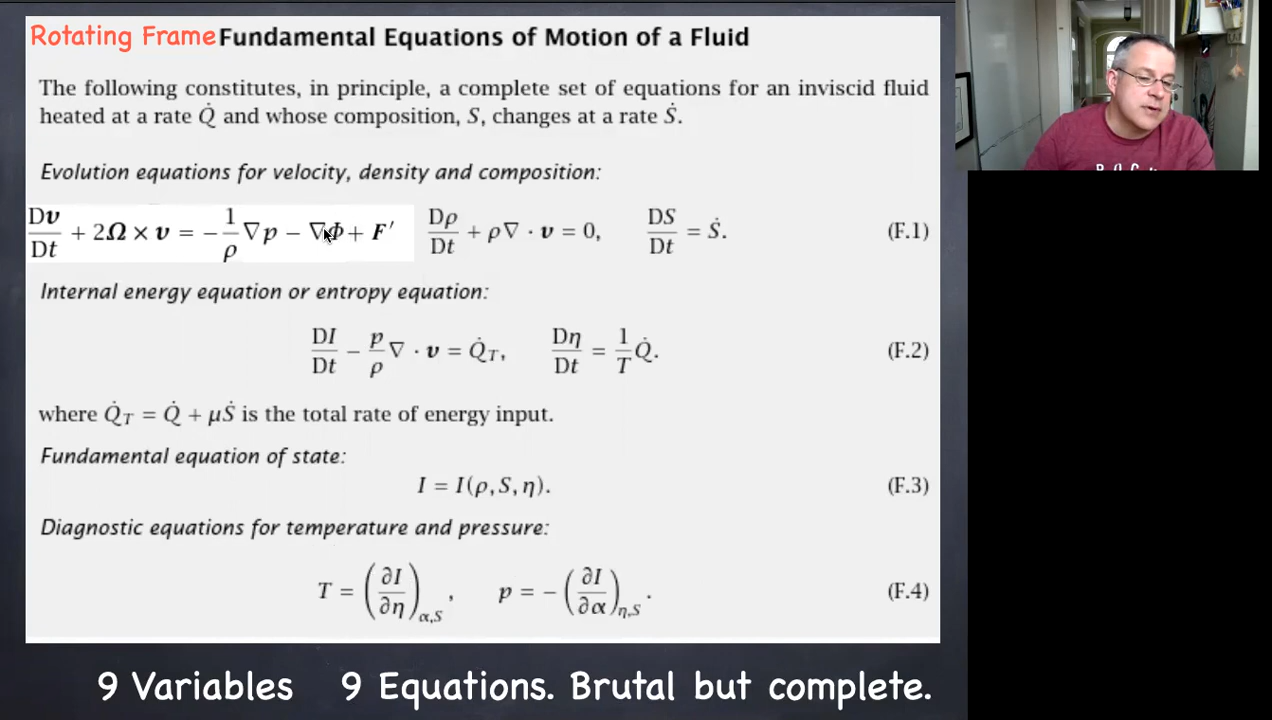 Rotating Frame Fundamental Equations of Motion of a Fluid
The following constitutes, in principle, a complete set of equations for an inviscid fluid
heated at a rate Q̇ and whose composition, S, changes at a rate Ṡ.
Evolution equations for velocity, density and composition:
Dv/Dt + 2Ω × v = −1/ρ ∇p − ∇Φ + F′ Dρ/Dt + ρ∇ · v = 0, DS/Dt = Ṡ. (F.1)
Internal energy equation or entropy equation:
DI/Dt − p/ρ ∇ · v = Q̇_T, Dη/Dt = 1/T Q̇. (F.2)
where Q̇_T = Q̇ + μṠ is the total rate of energy input.
Fundamental equation of state:
I = I(ρ, S, η). (F.3)
Diagnostic equations for temperature and pressure:
T = (∂I/∂η)_α,S , p = −(∂I/∂α)_η,S . (F.4)
9 Variables 9 Equations. Brutal but complete.